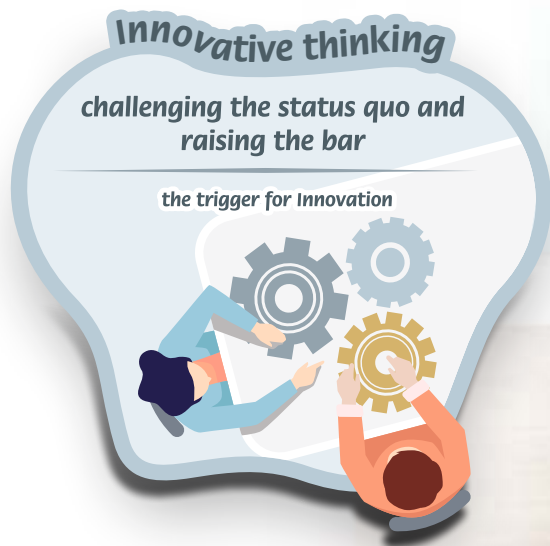 Innovative thinking
challenging the status quo and
raising the bar
the trigger for Innovation